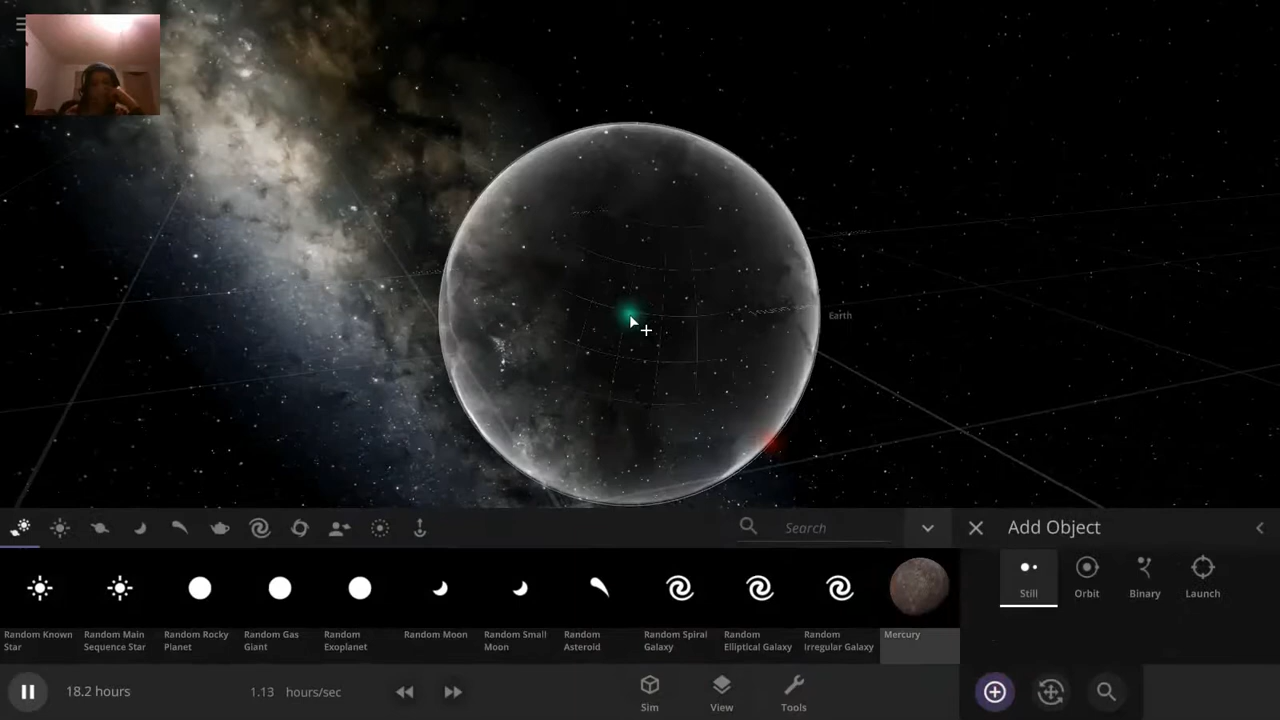 Earth
Search
Add Object
Still
Orbit
Binary
Launch
Random Known
Star
Random Main
Sequence Star
Random Rocky
Planet
Random Gas
Giant
Random
Exoplanet
Random Moon
Random Small
Moon
Random
Asteroid
Random Spiral
Galaxy
Random
Elliptical Galaxy
Random
Irregular Galaxy
Mercury
18.2 hours
1.13 hours/sec
Sim
View
Tools